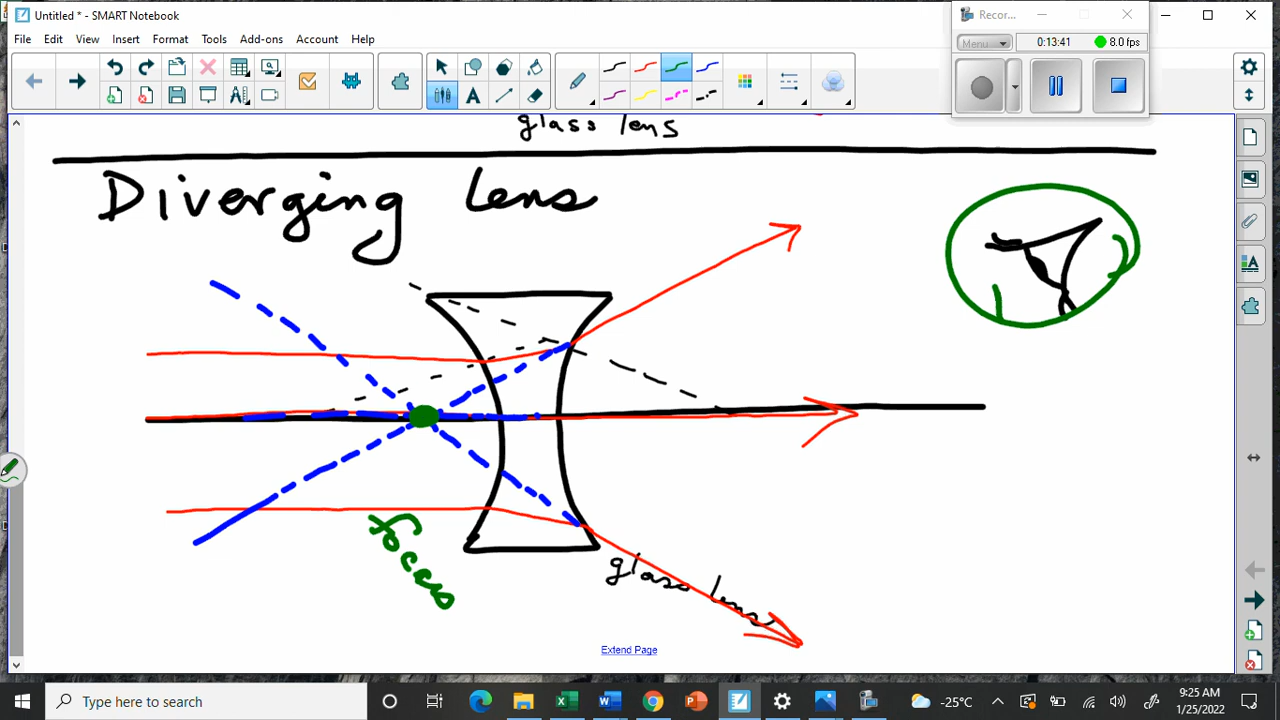 Untitled * - SMART Notebook
Recor...
File Edit View Insert Format Tools Add-ons Account Help
Menu
0:13:41
8.0 fps
glass lens
Diverging lens
focus
glass lens
Extend Page
Type here to search
-25°C
9:25 AM
1/25/2022